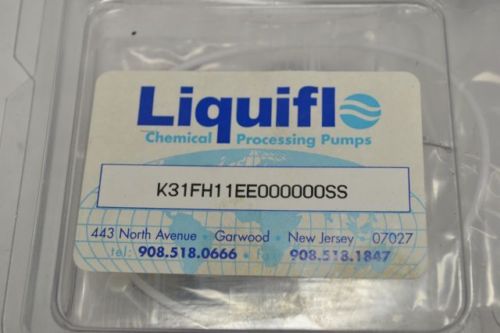 Liquiflo
Chemical Processing Pumps
K31FH11EE000000SS
443 North Avenue • Garwood • New Jersey • 07027
tel: 908.518.0666 • fax: 908.518.1847